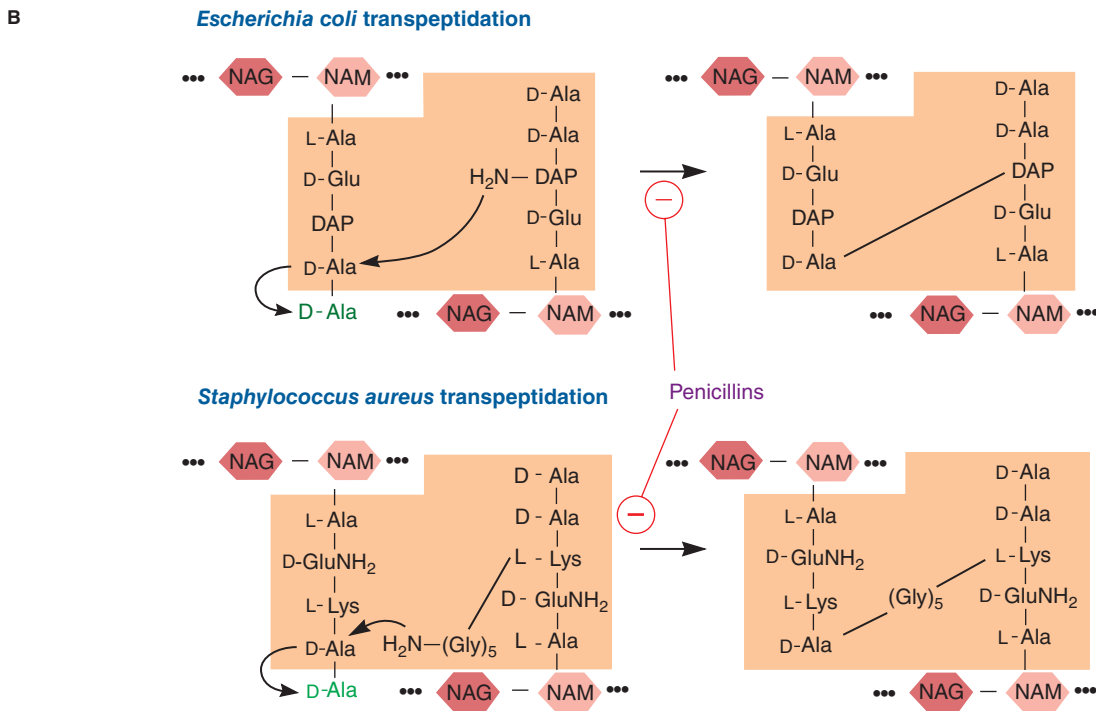 B
Escherichia coli transpeptidation
••• NAG — NAM •••
L-Ala
D-Glu
DAP
D-Ala
D-Ala
D-Ala
D-Ala
H₂N— DAP
D-Glu
L-Ala
••• NAG — NAM •••
−
••• NAG — NAM •••
L-Ala
D-Glu
DAP
D-Ala
D-Ala
D-Ala
DAP
D-Glu
L-Ala
••• NAG — NAM •••
Penicillins
Staphylococcus aureus transpeptidation
••• NAG — NAM •••
L-Ala
D-GluNH₂
L-Lys
D-Ala
D-Ala
H₂N—(Gly)₅
D - Ala
D - Ala
L - Lys
D - GluNH₂
L - Ala
••• NAG — NAM •••
−
••• NAG — NAM •••
L-Ala
D-GluNH₂
L-Lys
D-Ala
(Gly)₅
D-Ala
D-Ala
L-Lys
D-GluNH₂
L-Ala
••• NAG — NAM •••